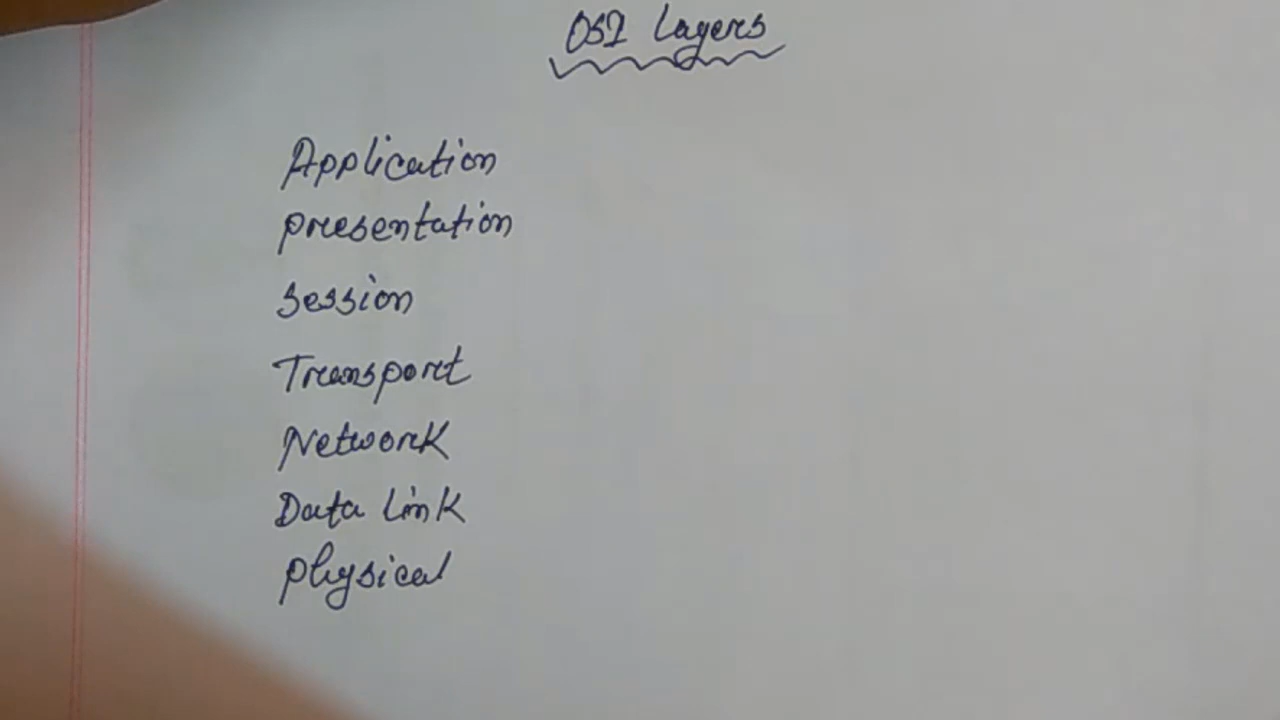 OSI Layers
Application
presentation
session
Transport
Network
Data Link
physical